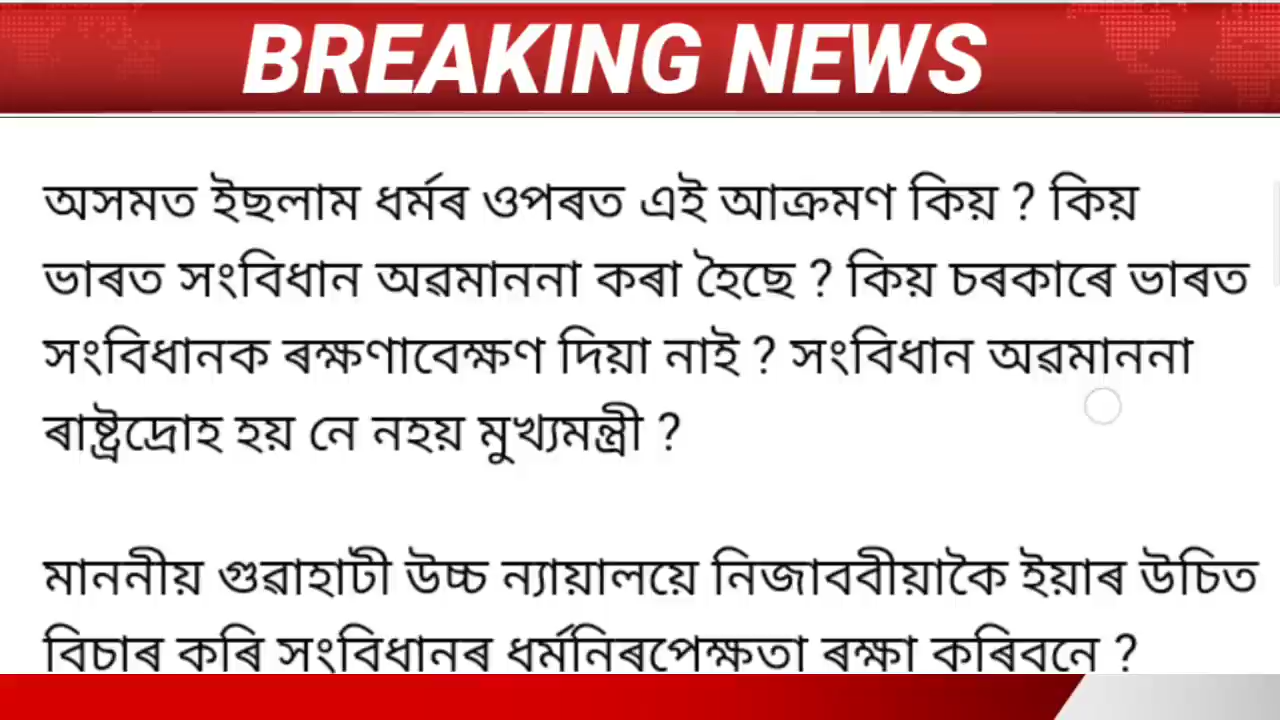 BREAKING NEWS
অসমত ইছলাম ধৰ্মৰ ওপৰত এই আক্ৰমণ কিয় ? কিয়
ভাৰত সংবিধান অৱমাননা কৰা হৈছে ? কিয় চৰকাৰে ভাৰত
সংবিধানক ৰক্ষণাবেক্ষণ দিয়া নাই ? সংবিধান অৱমাননা
ৰাষ্ট্ৰদ্ৰোহ হয় নে নহয় মুখ্যমন্ত্ৰী ?
মাননীয় গুৱাহাটী উচ্চ ন্যায়ালয়ে নিজাববীয়াকৈ ইয়াৰ উচিত
বিচাৰ কৰি সংবিধানৰ ধৰ্মনিৰপেক্ষতা ৰক্ষা কৰিবনে ?